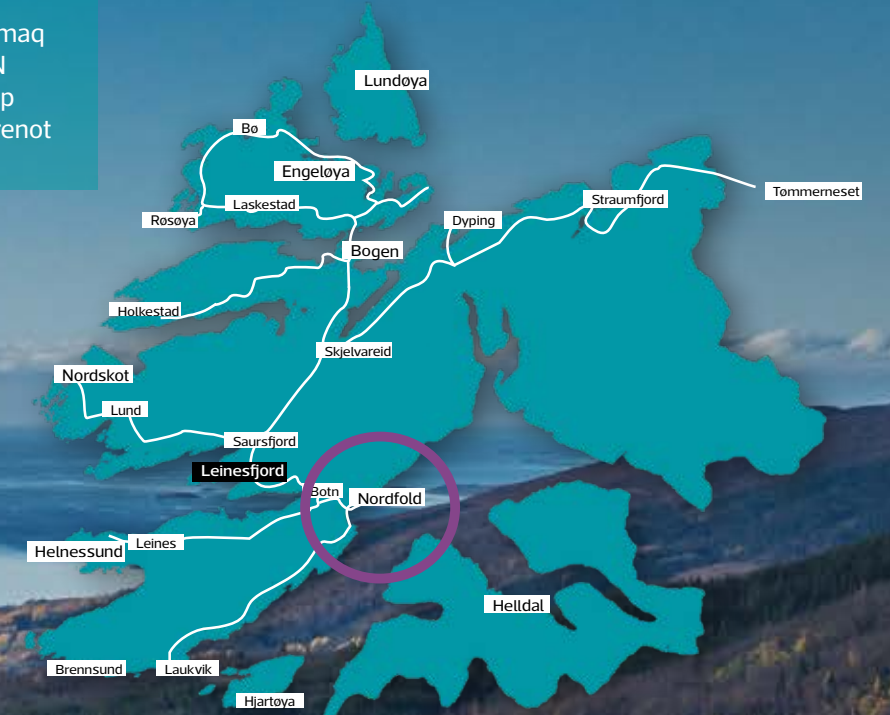 maq
N
p
enot
Lundøya
Bø
Engeløya
Tømmerneset
Straumfjord
Laskestad
Røsøya
Dyping
Bogen
Holkestad
Skjelvareid
Nordskot
Lund
Saursfjord
Leinesfjord
Botn
Nordfold
Leines
Helnessund
Helldal
Brennsund
Laukvik
Hjartøya